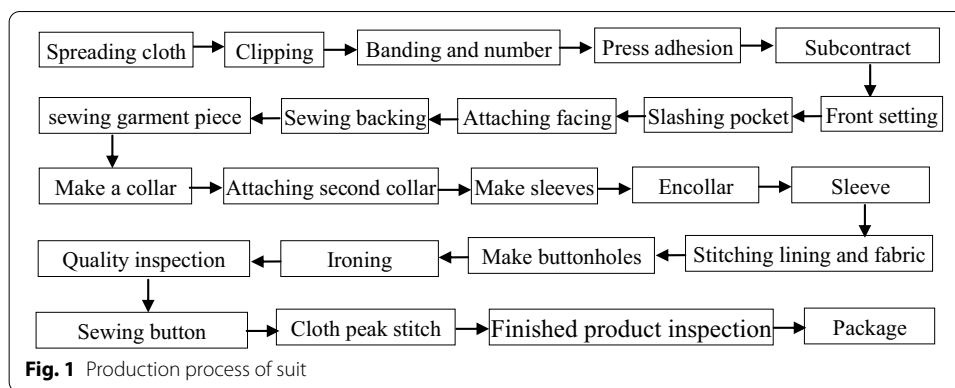 Spreading cloth Clipping Banding and number Press adhesion Subcontract
sewing garment piece Sewing backing Attaching facing Slashing pocket Front setting
Make a collar Attaching second collar Make sleeves Encollar Sleeve
Quality inspection Ironing Make buttonholes Stitching lining and fabric
Sewing button Cloth peak stitch Finished product inspection Package
Fig. 1 Production process of suit